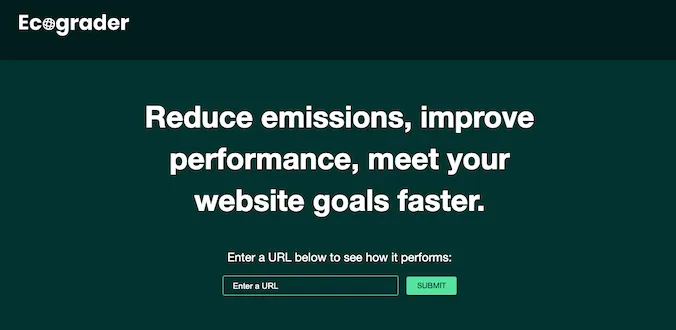 Ecograder
Reduce emissions, improve
performance, meet your
website goals faster.
Enter a URL below to see how it performs:
Enter a URL
SUBMIT